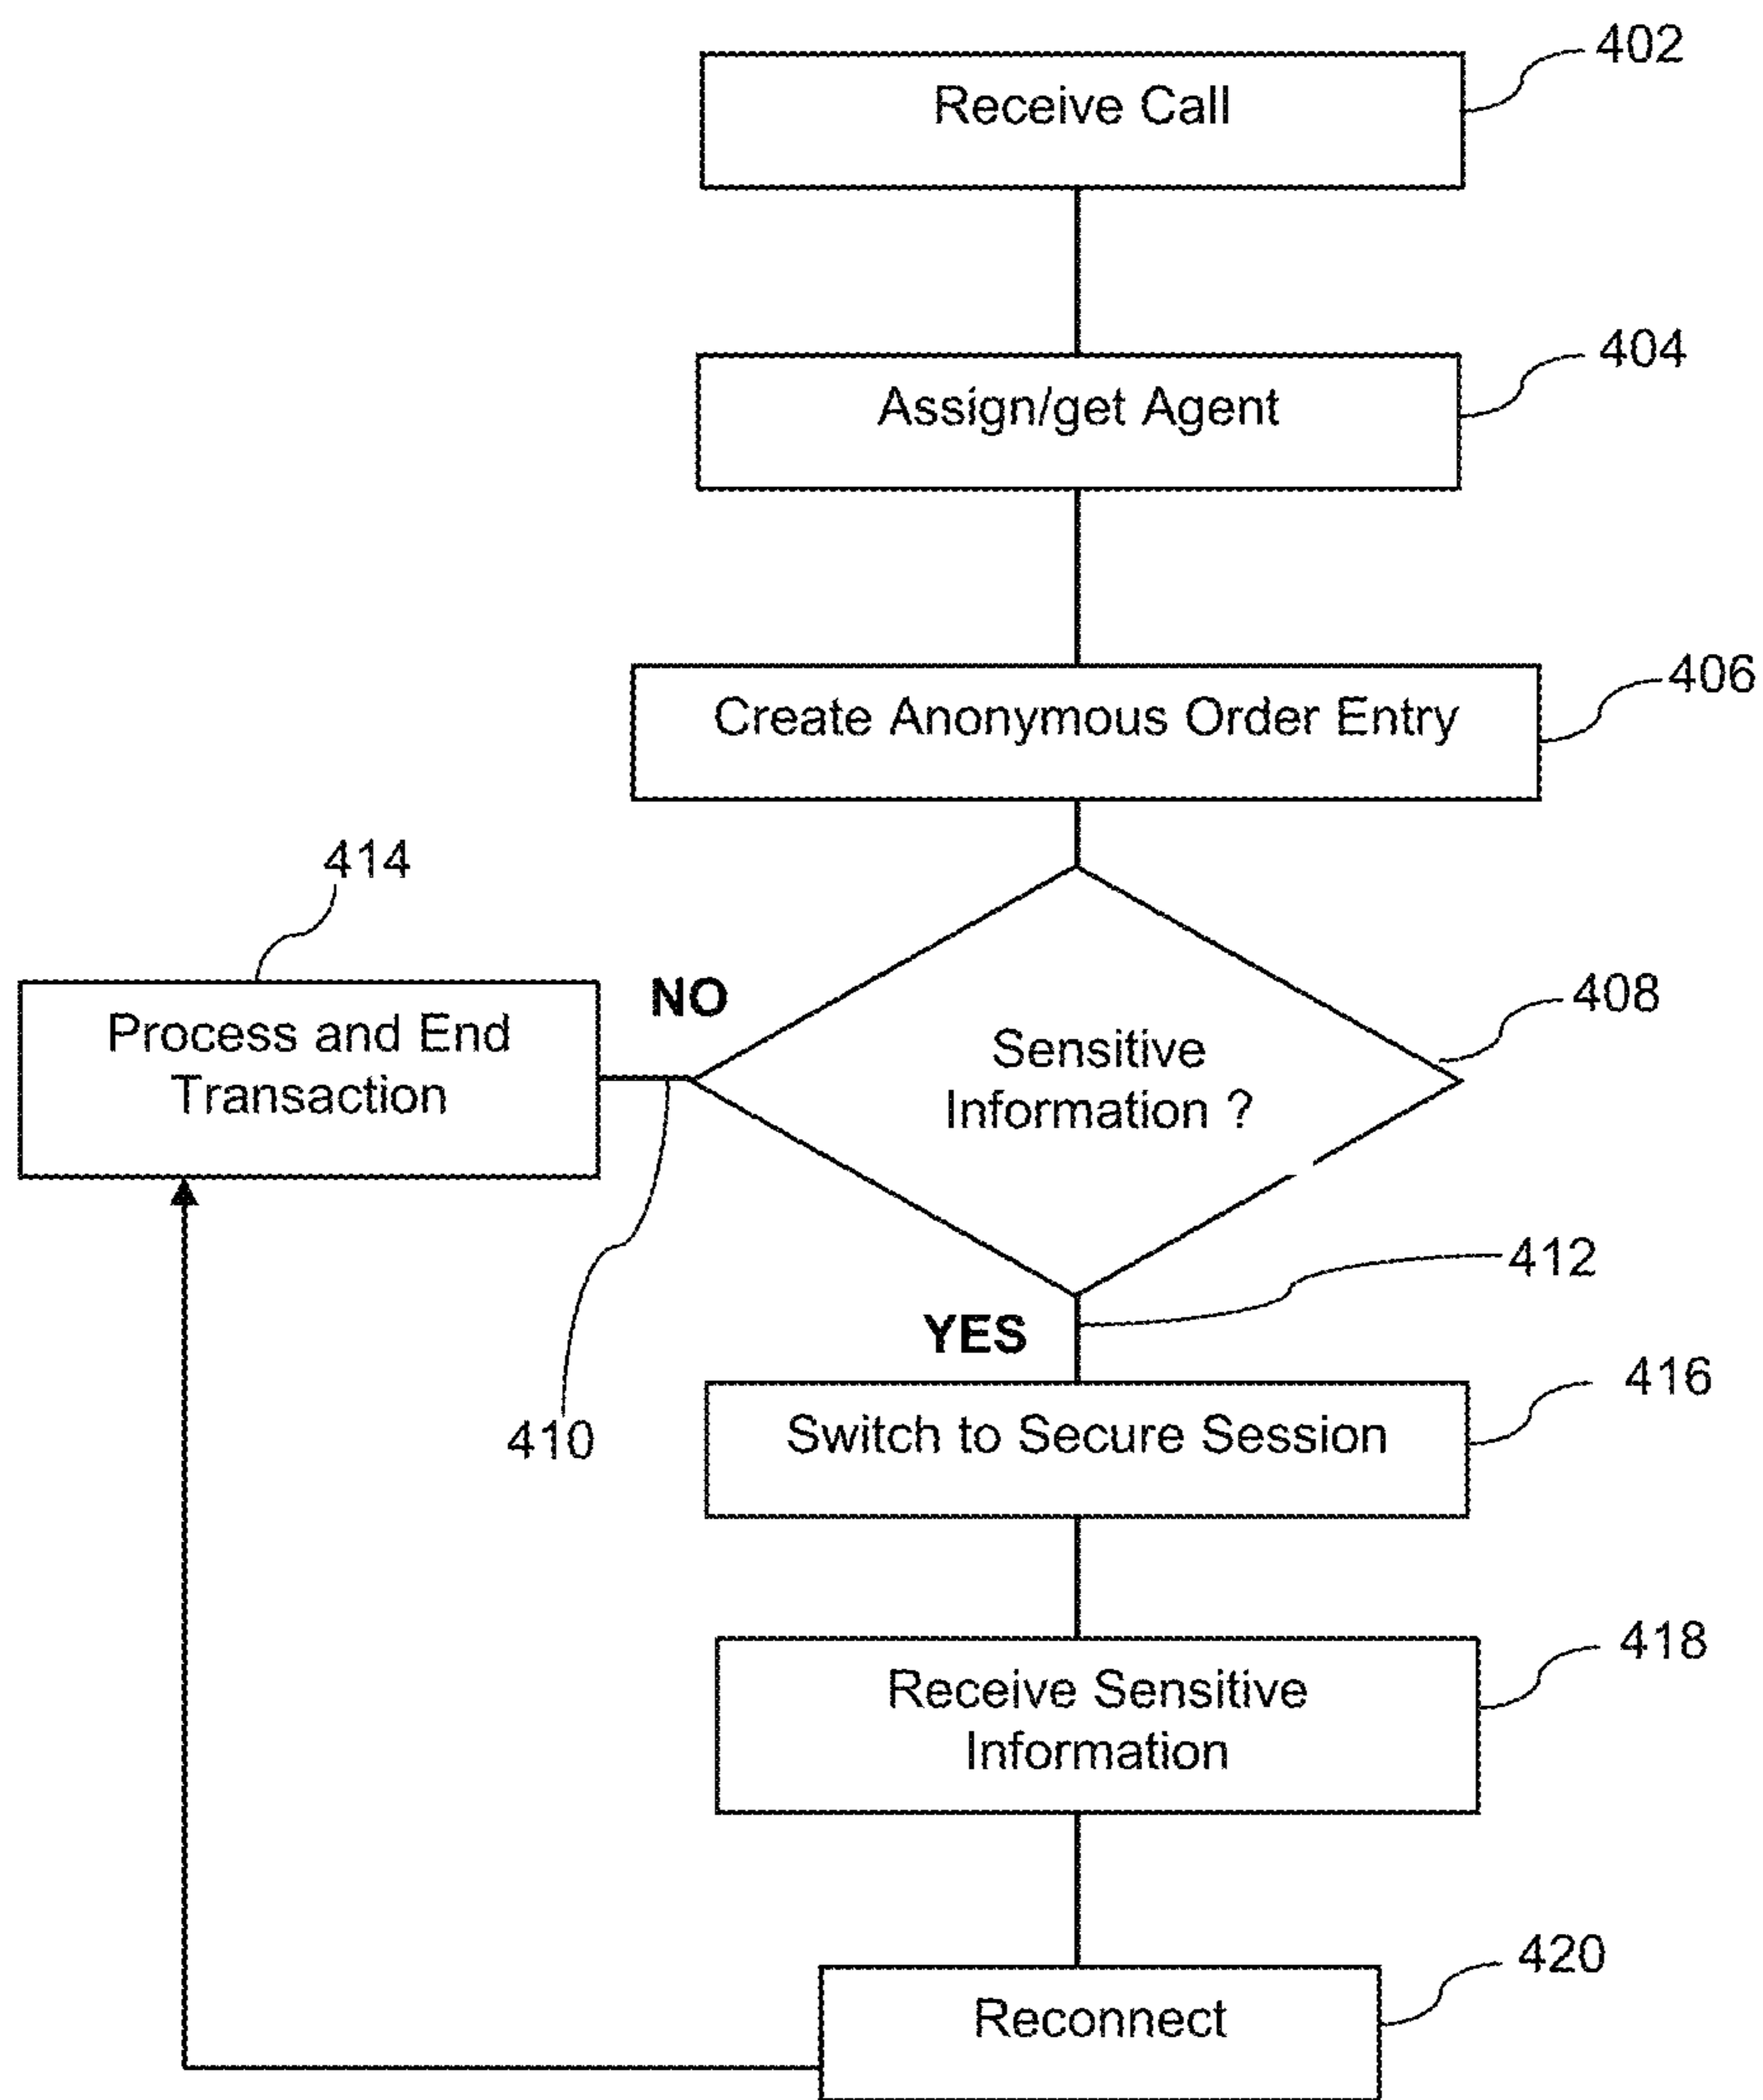 402
Receive Call
404
Assign/get Agent
406
Create Anonymous Order Entry
414
NO
408
Process and End
Transaction
Sensitive
Information ?
412
YES
410
416
Switch to Secure Session
418
Receive Sensitive
Information
420
Reconnect